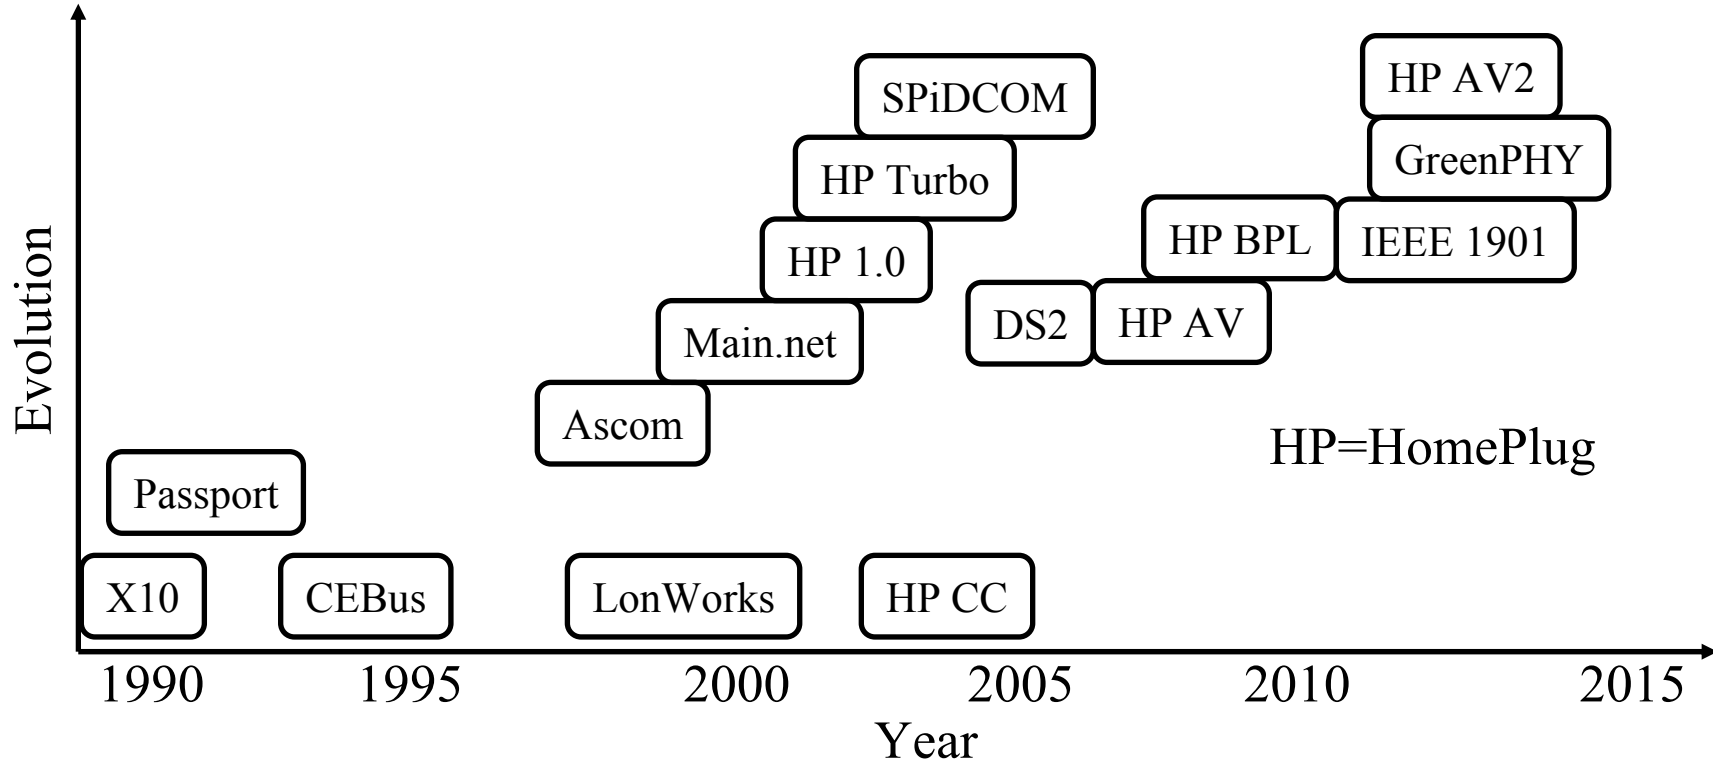 HP AV2
SPiDCOM
GreenPHY
HP Turbo
HP BPL
IEEE 1901
HP 1.0
DS2
HP AV
Main.net
Evolution
Ascom
HP=HomePlug
Passport
X10
CEBus
LonWorks
HP CC
1990
1995
2000
2005
2010
2015
Year